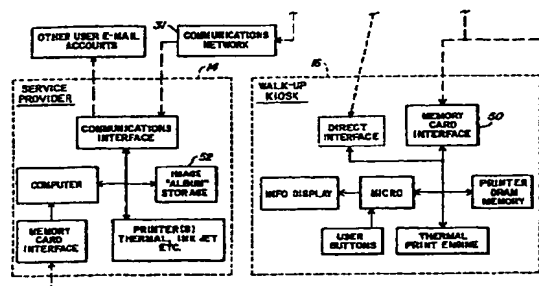 OTHER USER E-MAIL
ACCOUNTS
31
COMMUNICATIONS
NETWORK
14
SERVICE
PROVIDER
COMMUNICATIONS
INTERFACE
COMPUTER
52
IMAGE
"ALBUM"
STORAGE
MEMORY
CARD
INTERFACE
PRINTER(S)
THERMAL, INK JET
ETC.
16
WALK-UP
KIOSK
DIRECT
INTERFACE
MEMORY
CARD
INTERFACE
50
INFO DISPLAY
MICRO
PRINTER
DRAM
MEMORY
USER
BUTTONS
THERMAL
PRINT ENGINE